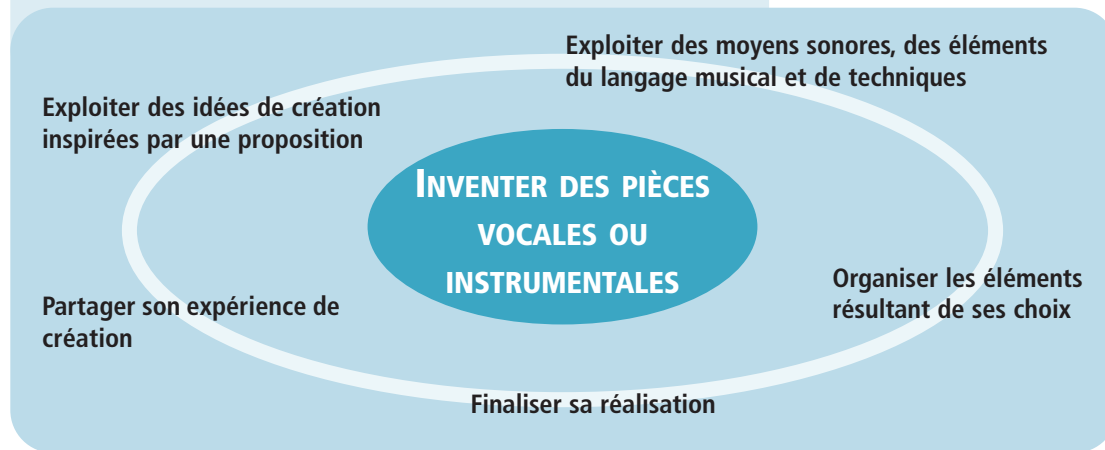 Exploiter des moyens sonores, des éléments
du langage musical et de techniques
Exploiter des idées de création
inspirées par une proposition
INVENTER DES PIÈCES
VOCALES OU
INSTRUMENTALES
Organiser les éléments
résultant de ses choix
Partager son expérience de
création
Finaliser sa réalisation